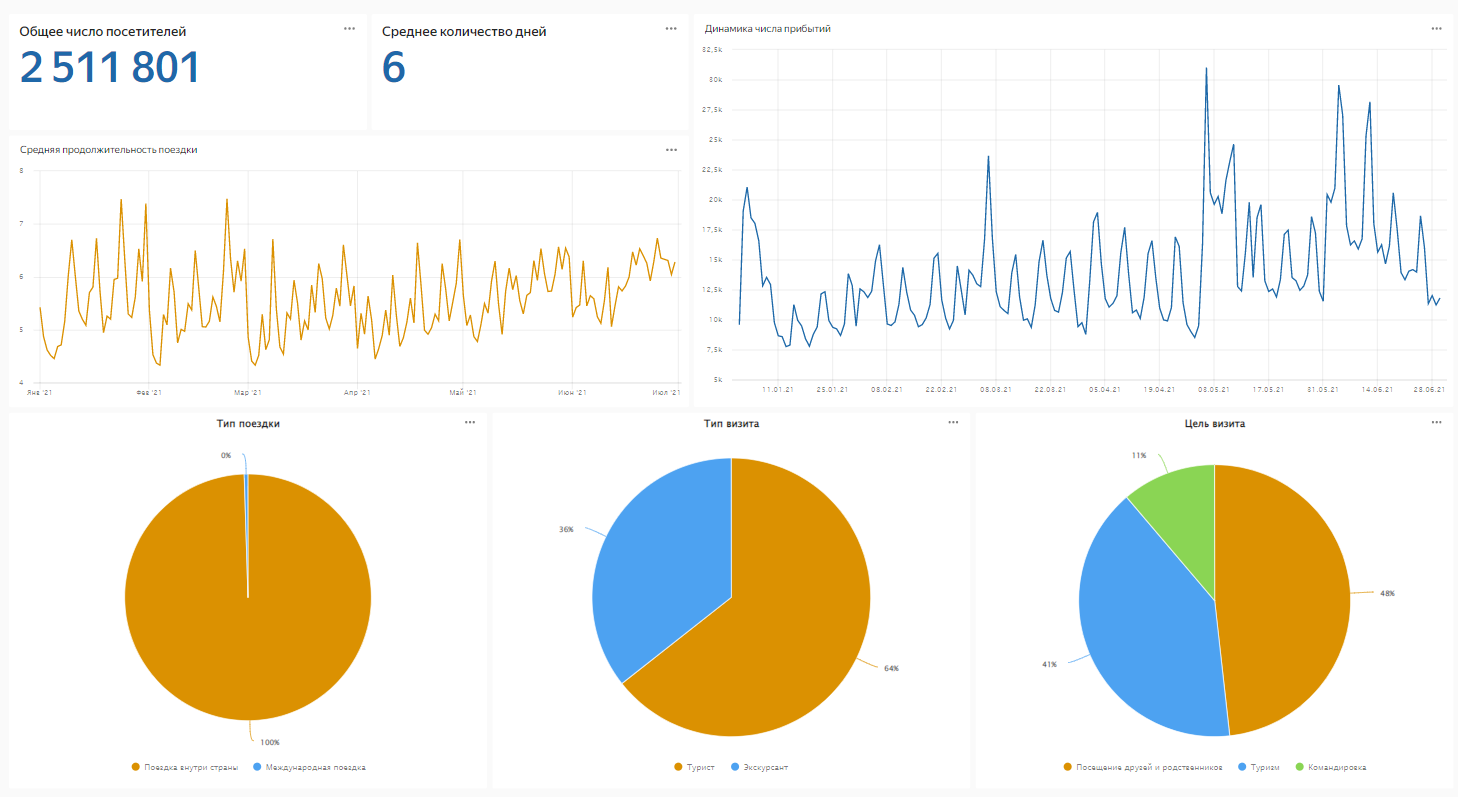 Общее число посетителей
2 511 801
Среднее количество дней
6
Динамика числа прибытий
32,5k
30k
27,5k
25k
22,5k
20k
17,5k
15k
12,5k
10k
7,5k
5k
11.01.21 25.01.21 08.02.21 22.02.21 08.03.21 22.03.21 05.04.21 19.04.21 03.05.21 17.05.21 31.05.21 14.06.21 28.06.21
Средняя продолжительность поездки
8
7
6
5
4
Янв '21 Фев '21 Мар '21 Апр '21 Май '21 Июн '21 Июл '21
Тип поездки
0%
100%
Поездка внутри страны Международная поездка
Тип визита
36%
64%
Турист Экскурсант
Цель визита
11%
48%
41%
Посещение друзей и родственников Туризм Командировка